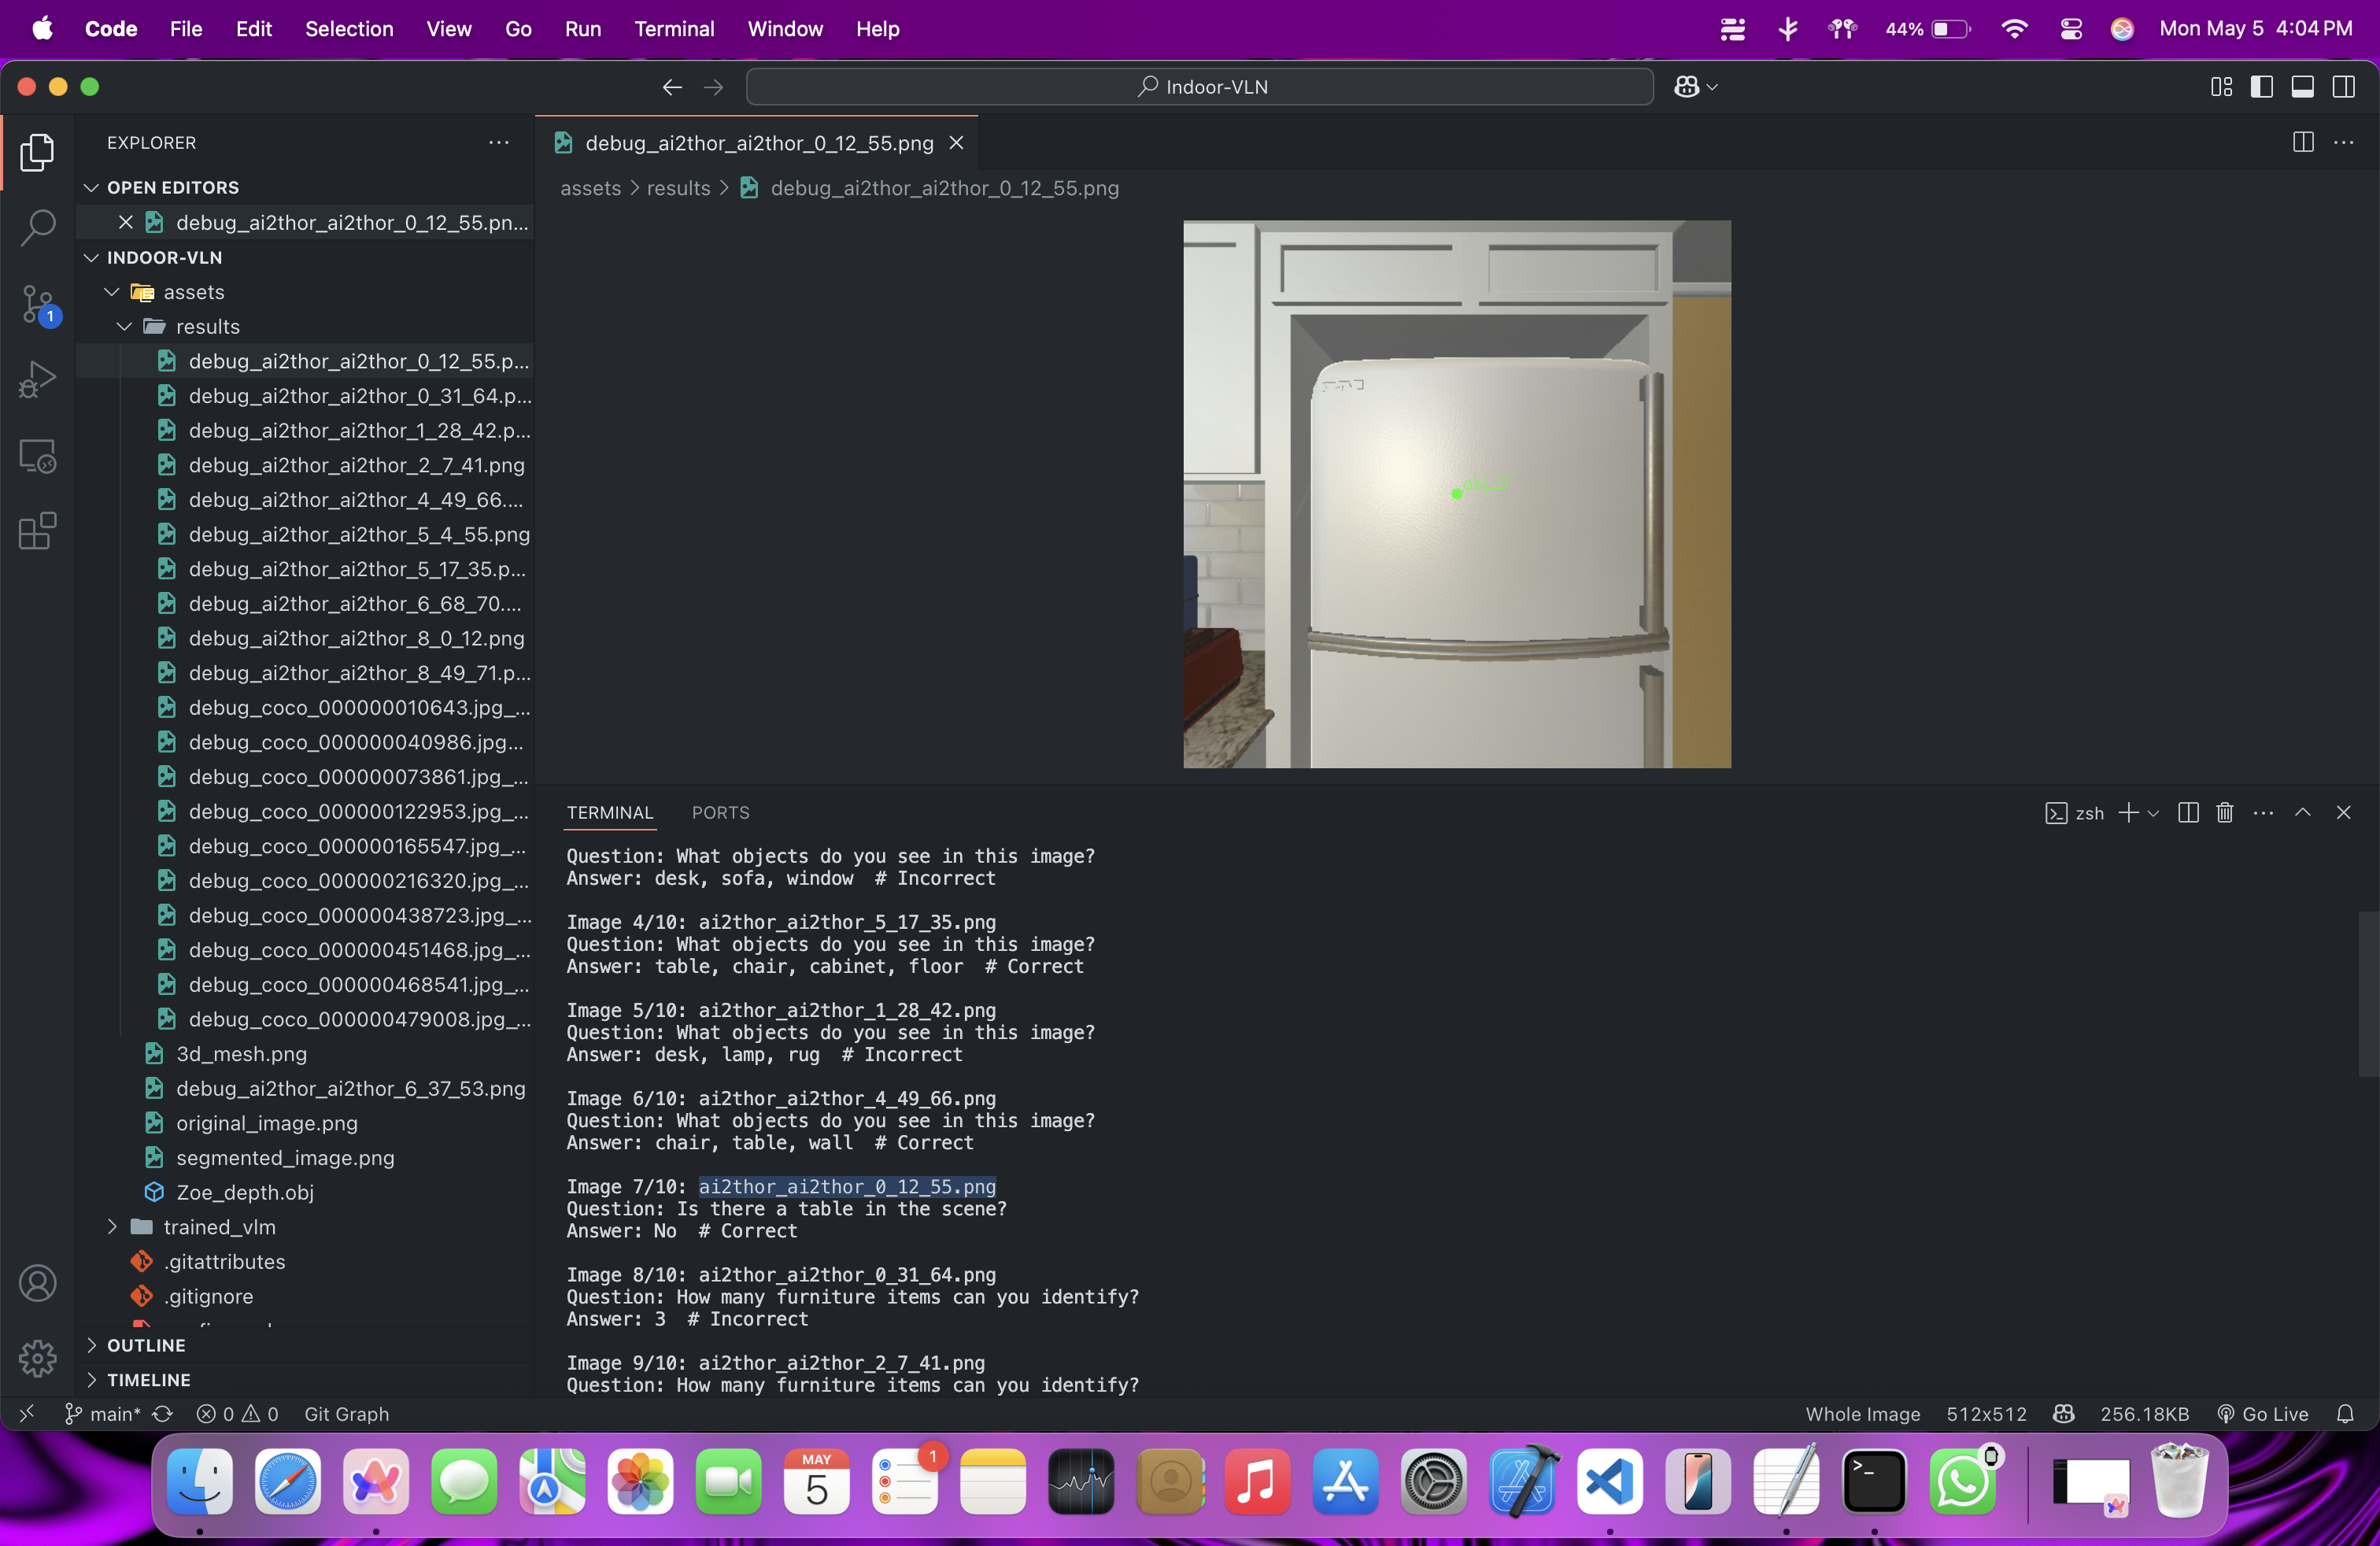 Code File Edit Selection View Go Run Terminal Window Help 44% Mon May 5 4:04 PM
Indoor-VLN
EXPLORER
OPEN EDITORS
debug_ai2thor_ai2thor_0_12_55.pn...
INDOOR-VLN
assets
results
debug_ai2thor_ai2thor_0_12_55.p...
debug_ai2thor_ai2thor_0_31_64.p...
debug_ai2thor_ai2thor_1_28_42.p...
debug_ai2thor_ai2thor_2_7_41.png
debug_ai2thor_ai2thor_4_49_66....
debug_ai2thor_ai2thor_5_4_55.png
debug_ai2thor_ai2thor_5_17_35.p...
debug_ai2thor_ai2thor_6_68_70....
debug_ai2thor_ai2thor_8_0_12.png
debug_ai2thor_ai2thor_8_49_71.p...
debug_coco_000000010643.jpg_...
debug_coco_000000040986.jpg...
debug_coco_000000073861.jpg_...
debug_coco_000000122953.jpg_...
debug_coco_000000165547.jpg_...
debug_coco_000000216320.jpg_...
debug_coco_000000438723.jpg_...
debug_coco_000000451468.jpg_...
debug_coco_000000468541.jpg_...
debug_coco_000000479008.jpg_...
3d_mesh.png
debug_ai2thor_ai2thor_6_37_53.png
original_image.png
segmented_image.png
Zoe_depth.obj
trained_vlm
.gitattributes
.gitignore
OUTLINE
TIMELINE
1
debug_ai2thor_ai2thor_0_12_55.png
assets > results > debug_ai2thor_ai2thor_0_12_55.png
TERMINAL PORTS
zsh
Question: What objects do you see in this image?
Answer: desk, sofa, window # Incorrect
Image 4/10: ai2thor_ai2thor_5_17_35.png
Question: What objects do you see in this image?
Answer: table, chair, cabinet, floor # Correct
Image 5/10: ai2thor_ai2thor_1_28_42.png
Question: What objects do you see in this image?
Answer: desk, lamp, rug # Incorrect
Image 6/10: ai2thor_ai2thor_4_49_66.png
Question: What objects do you see in this image?
Answer: chair, table, wall # Correct
Image 7/10: ai2thor_ai2thor_0_12_55.png
Question: Is there a table in the scene?
Answer: No # Correct
Image 8/10: ai2thor_ai2thor_0_31_64.png
Question: How many furniture items can you identify?
Answer: 3 # Incorrect
Image 9/10: ai2thor_ai2thor_2_7_41.png
Question: How many furniture items can you identify?
main* 0 0 Git Graph Whole Image 512x512 256.18KB Go Live
MAY
5
1